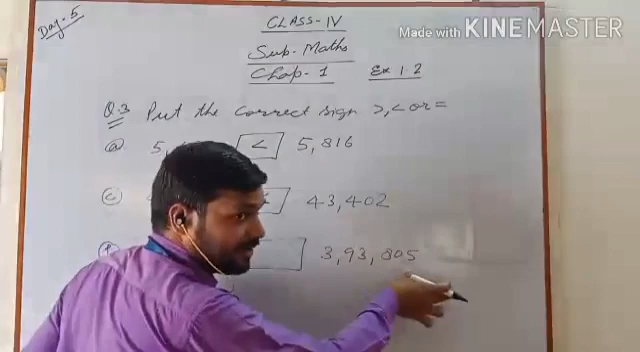 Day-5
CLASS-IV
Made with KINEMASTER
Sub-Maths
Chap-1 Ex 1.2
Q.3 Put the correct sign >, < or =
(a) 5, < 5,816
(c) 43,402
3,93,805